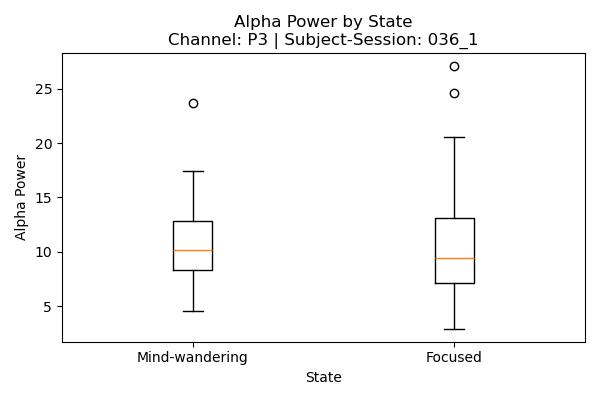 Alpha Power by State
Channel: P3 | Subject-Session: 036_1
Alpha Power
25
20
15
10
5
Mind-wandering
Focused
State